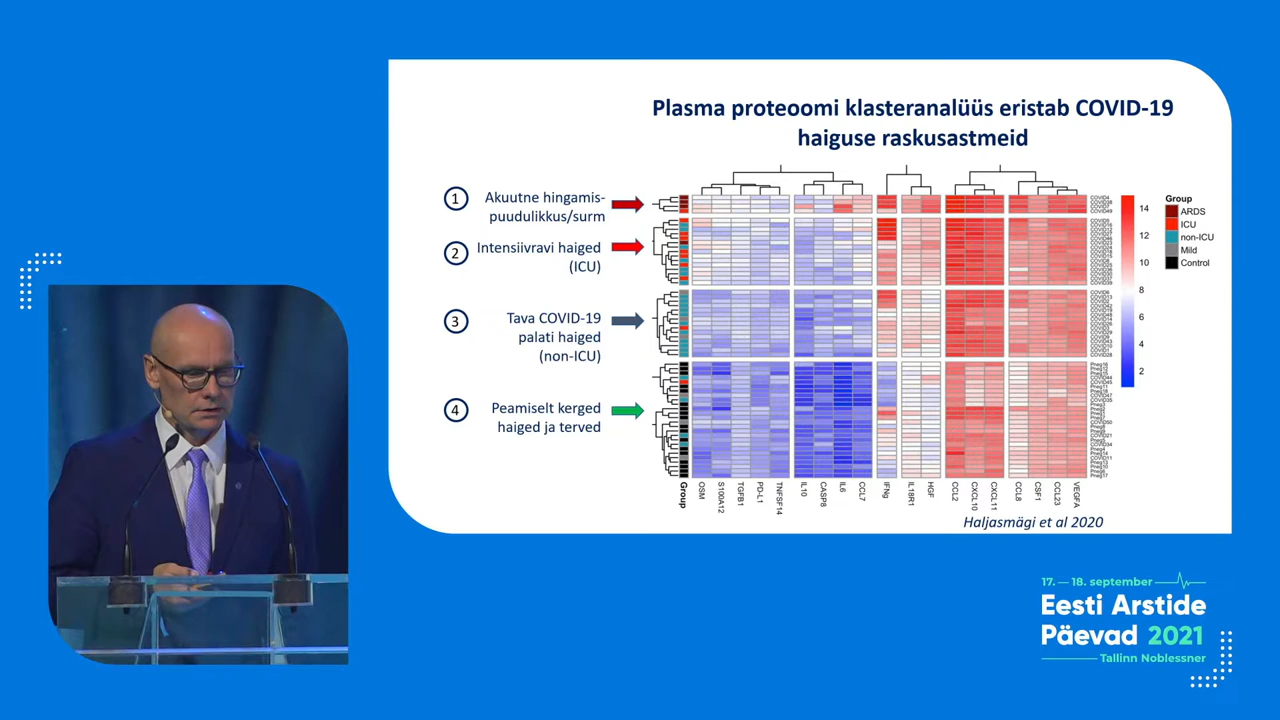 Plasma proteoomi klasteranalüüs eristab COVID-19
haiguse raskusastmeid
1 Akuutne hingamis-
puudulikkus/surm
2 Intensiivravi haiged
(ICU)
3 Tava COVID-19
palati haiged
(non-ICU)
4 Peamiselt kerged
haiged ja terved
Group
ARDS
ICU
non-ICU
Mild
Control
14
12
10
8
6
4
2
Group
OSM
S100A12
TGFB1
PD-L1
TNFSF14
IL10
CASP8
IL6
CCL7
IFNg
IL18R1
HGF
CCL2
CXCL10
CXCL11
CCL8
CSF1
CCL23
VEGFA
Haljasmägi et al 2020
17. — 18. september
Eesti Arstide
Päevad 2021
Tallinn Noblessner